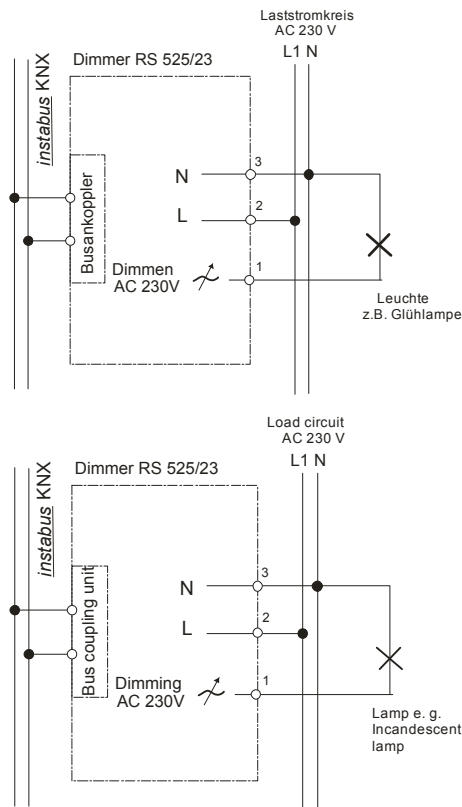 Laststromkreis
AC 230 V
L1 N
Dimmer RS 525/23
instabus KNX
Busankoppler
N
3
L
2
Dimmen
AC 230V
1
Leuchte
z.B. Glühlampe
Load circuit
AC 230 V
L1 N
Dimmer RS 525/23
instabus KNX
Bus coupling unit
N
3
L
2
Dimming
AC 230V
1
Lamp e. g.
Incandescent
lamp